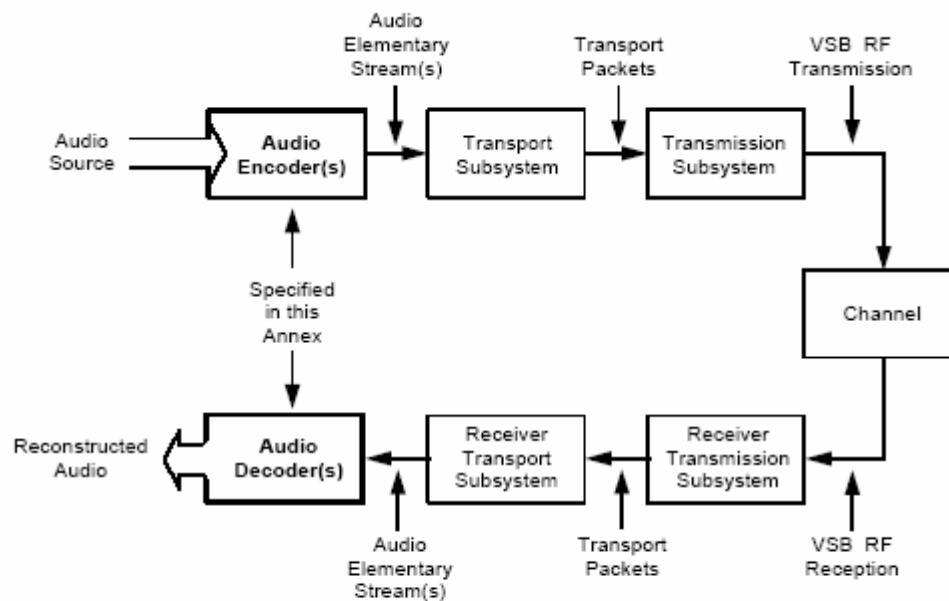 Audio
Elementary
Stream(s)
Transport
Packets
VSB RF
Transmission
Audio
Source
Audio
Encoder(s)
Transport
Subsystem
Transmission
Subsystem
Specified
in this
Annex
Channel
Reconstructed
Audio
Audio
Decoder(s)
Receiver
Transport
Subsystem
Receiver
Transmission
Subsystem
Audio
Elementary
Stream(s)
Transport
Packets
VSB RF
Reception